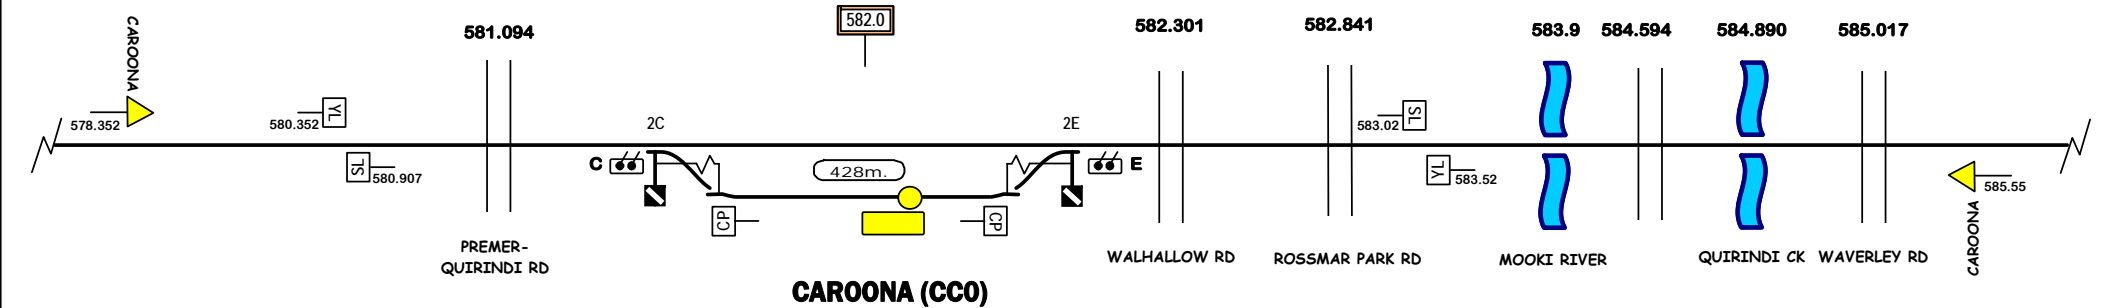 CAROONA
578.352
580.352
YL
SL
580.907
581.094
PREMER-
QUIRINDI RD
582.0
2C
2E
C
E
428m.
CP
CP
CAROONA (CC0)
582.301
WALHALLOW RD
582.841
ROSSMAR PARK RD
583.02
SL
YL
583.52
583.9
MOOKI RIVER
584.594
584.890
QUIRINDI CK
585.017
WAVERLEY RD
585.55
CAROONA